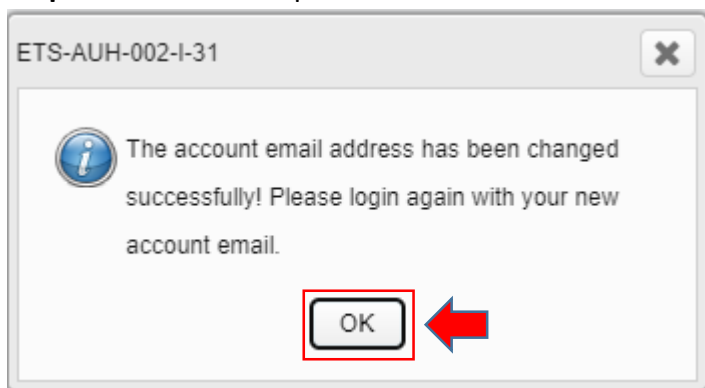 ETS-AUH-002-I-31
The account email address has been changed
successfully! Please login again with your new
account email.
OK